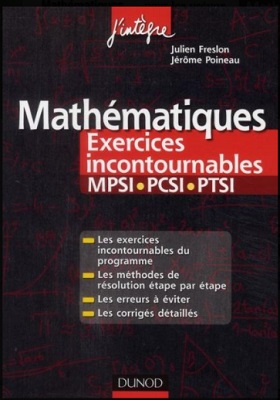 J'intègre
Julien Freslon
Jérôme Poineau
Mathématiques
Exercices
incontournables
MPSI • PCSI • PTSI
Les exercices
incontournables du
programme
Les méthodes de
résolution étape par étape
Les erreurs à éviter
Les corrigés détaillés
DUNOD